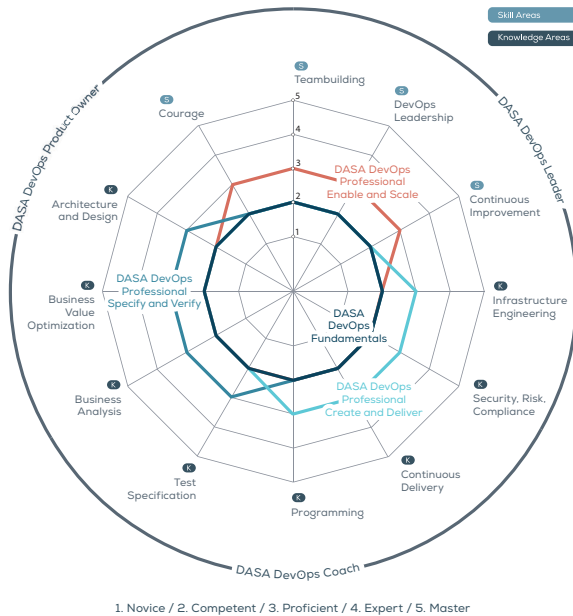 Skill Areas
Knowledge Areas
DASA DevOps Product Owner
DASA DevOps Leader
S
Teambuilding
S
DevOps
Leadership
S
Courage
5
4
3
2
1
DASA DevOps
Professional
Enable and Scale
K
Architecture
and Design
S
Continuous
Improvement
DASA DevOps
Professional
Specify and Verify
K
Business
Value
Optimization
K
Infrastructure
Engineering
DASA
DevOps
Fundamentals
K
Business
Analysis
DASA DevOps
Professional
Create and Deliver
K
Security, Risk,
Compliance
K
Test
Specification
K
Continuous
Delivery
K
Programming
DASA DevOps Coach
1. Novice / 2. Competent / 3. Proficient / 4. Expert / 5. Master